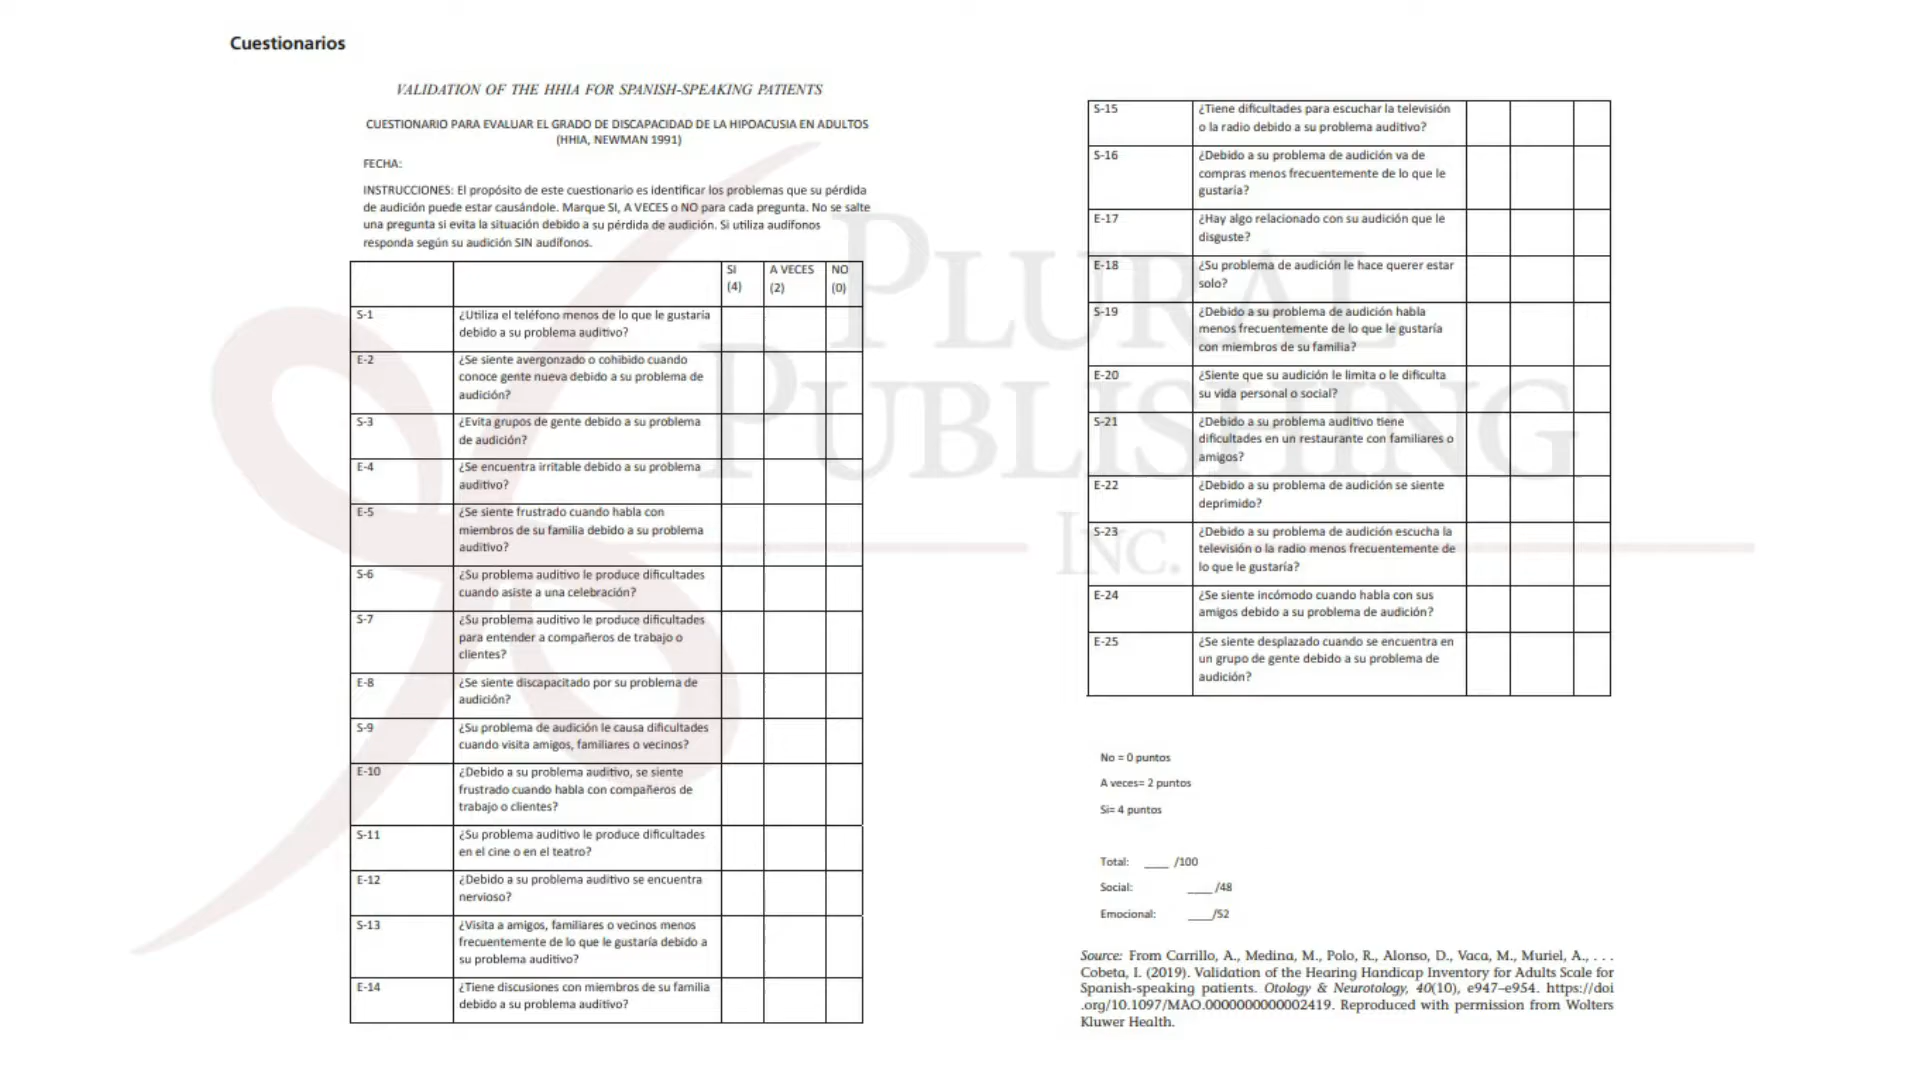 Cuestionarios
VALIDATION OF THE HHIA FOR SPANISH-SPEAKING PATIENTS
CUESTIONARIO PARA EVALUAR EL GRADO DE DISCAPACIDAD DE LA HIPOACUSIA EN ADULTOS
(HHIA, NEWMAN 1991)
FECHA:
INSTRUCCIONES: El propósito de este cuestionario es identificar los problemas que su pérdida
de audición puede estar causándole. Marque SI, A VECES o NO para cada pregunta. No se salte
una pregunta si evita la situación debido a su pérdida de audición. Si utiliza audífonos
responda según su audición SIN audífonos.
SI A VECES NO
(4) (2) (0)
S-1 ¿Utiliza el teléfono menos de lo que le gustaría
debido a su problema auditivo?
E-2 ¿Se siente avergonzado o cohibido cuando
conoce gente nueva debido a su problema de
audición?
S-3 ¿Evita grupos de gente debido a su problema
de audición?
E-4 ¿Se encuentra irritable debido a su problema
auditivo?
E-5 ¿Se siente frustrado cuando habla con
miembros de su familia debido a su problema
auditivo?
S-6 ¿Su problema auditivo le produce dificultades
cuando asiste a una celebración?
S-7 ¿Su problema auditivo le produce dificultades
para entender a compañeros de trabajo o
clientes?
E-8 ¿Se siente discapacitado por su problema de
audición?
S-9 ¿Su problema de audición le causa dificultades
cuando visita amigos, familiares o vecinos?
E-10 ¿Debido a su problema auditivo, se siente
frustrado cuando habla con compañeros de
trabajo o clientes?
S-11 ¿Su problema auditivo le produce dificultades
en el cine o en el teatro?
E-12 ¿Debido a su problema auditivo se encuentra
nervioso?
S-13 ¿Visita a amigos, familiares o vecinos menos
frecuentemente de lo que le gustaría debido a
su problema auditivo?
E-14 ¿Tiene discusiones con miembros de su familia
debido a su problema auditivo?
S-15 ¿Tiene dificultades para escuchar la televisión
o la radio debido a su problema auditivo?
S-16 ¿Debido a su problema de audición va de
compras menos frecuentemente de lo que le
gustaría?
E-17 ¿Hay algo relacionado con su audición que le
disguste?
E-18 ¿Su problema de audición le hace querer estar
solo?
S-19 ¿Debido a su problema de audición habla
menos frecuentemente de lo que le gustaría
con miembros de su familia?
E-20 ¿Siente que su audición le limita o le dificulta
su vida personal o social?
S-21 ¿Debido a su problema auditivo tiene
dificultades en un restaurante con familiares o
amigos?
E-22 ¿Debido a su problema de audición se siente
deprimido?
S-23 ¿Debido a su problema de audición escucha la
televisión o la radio menos frecuentemente de
lo que le gustaría?
E-24 ¿Se siente incómodo cuando habla con sus
amigos debido a su problema de audición?
E-25 ¿Se siente desplazado cuando se encuentra en
un grupo de gente debido a su problema de
audición?
No = 0 puntos
A veces= 2 puntos
Si= 4 puntos
Total: ____ /100
Social: ____ /48
Emocional: ____/52
Source: From Carrillo, A., Medina, M., Polo, R., Alonso, D., Vaca, M., Muriel, A., . . .
Cobeta, I. (2019). Validation of the Hearing Handicap Inventory for Adults Scale for
Spanish-speaking patients. Otology & Neurotology, 40(10), e947–e954. https://doi
.org/10.1097/MAO.0000000000002419. Reproduced with permission from Wolters
Kluwer Health.
PLURAL
PUBLISHING
INC.